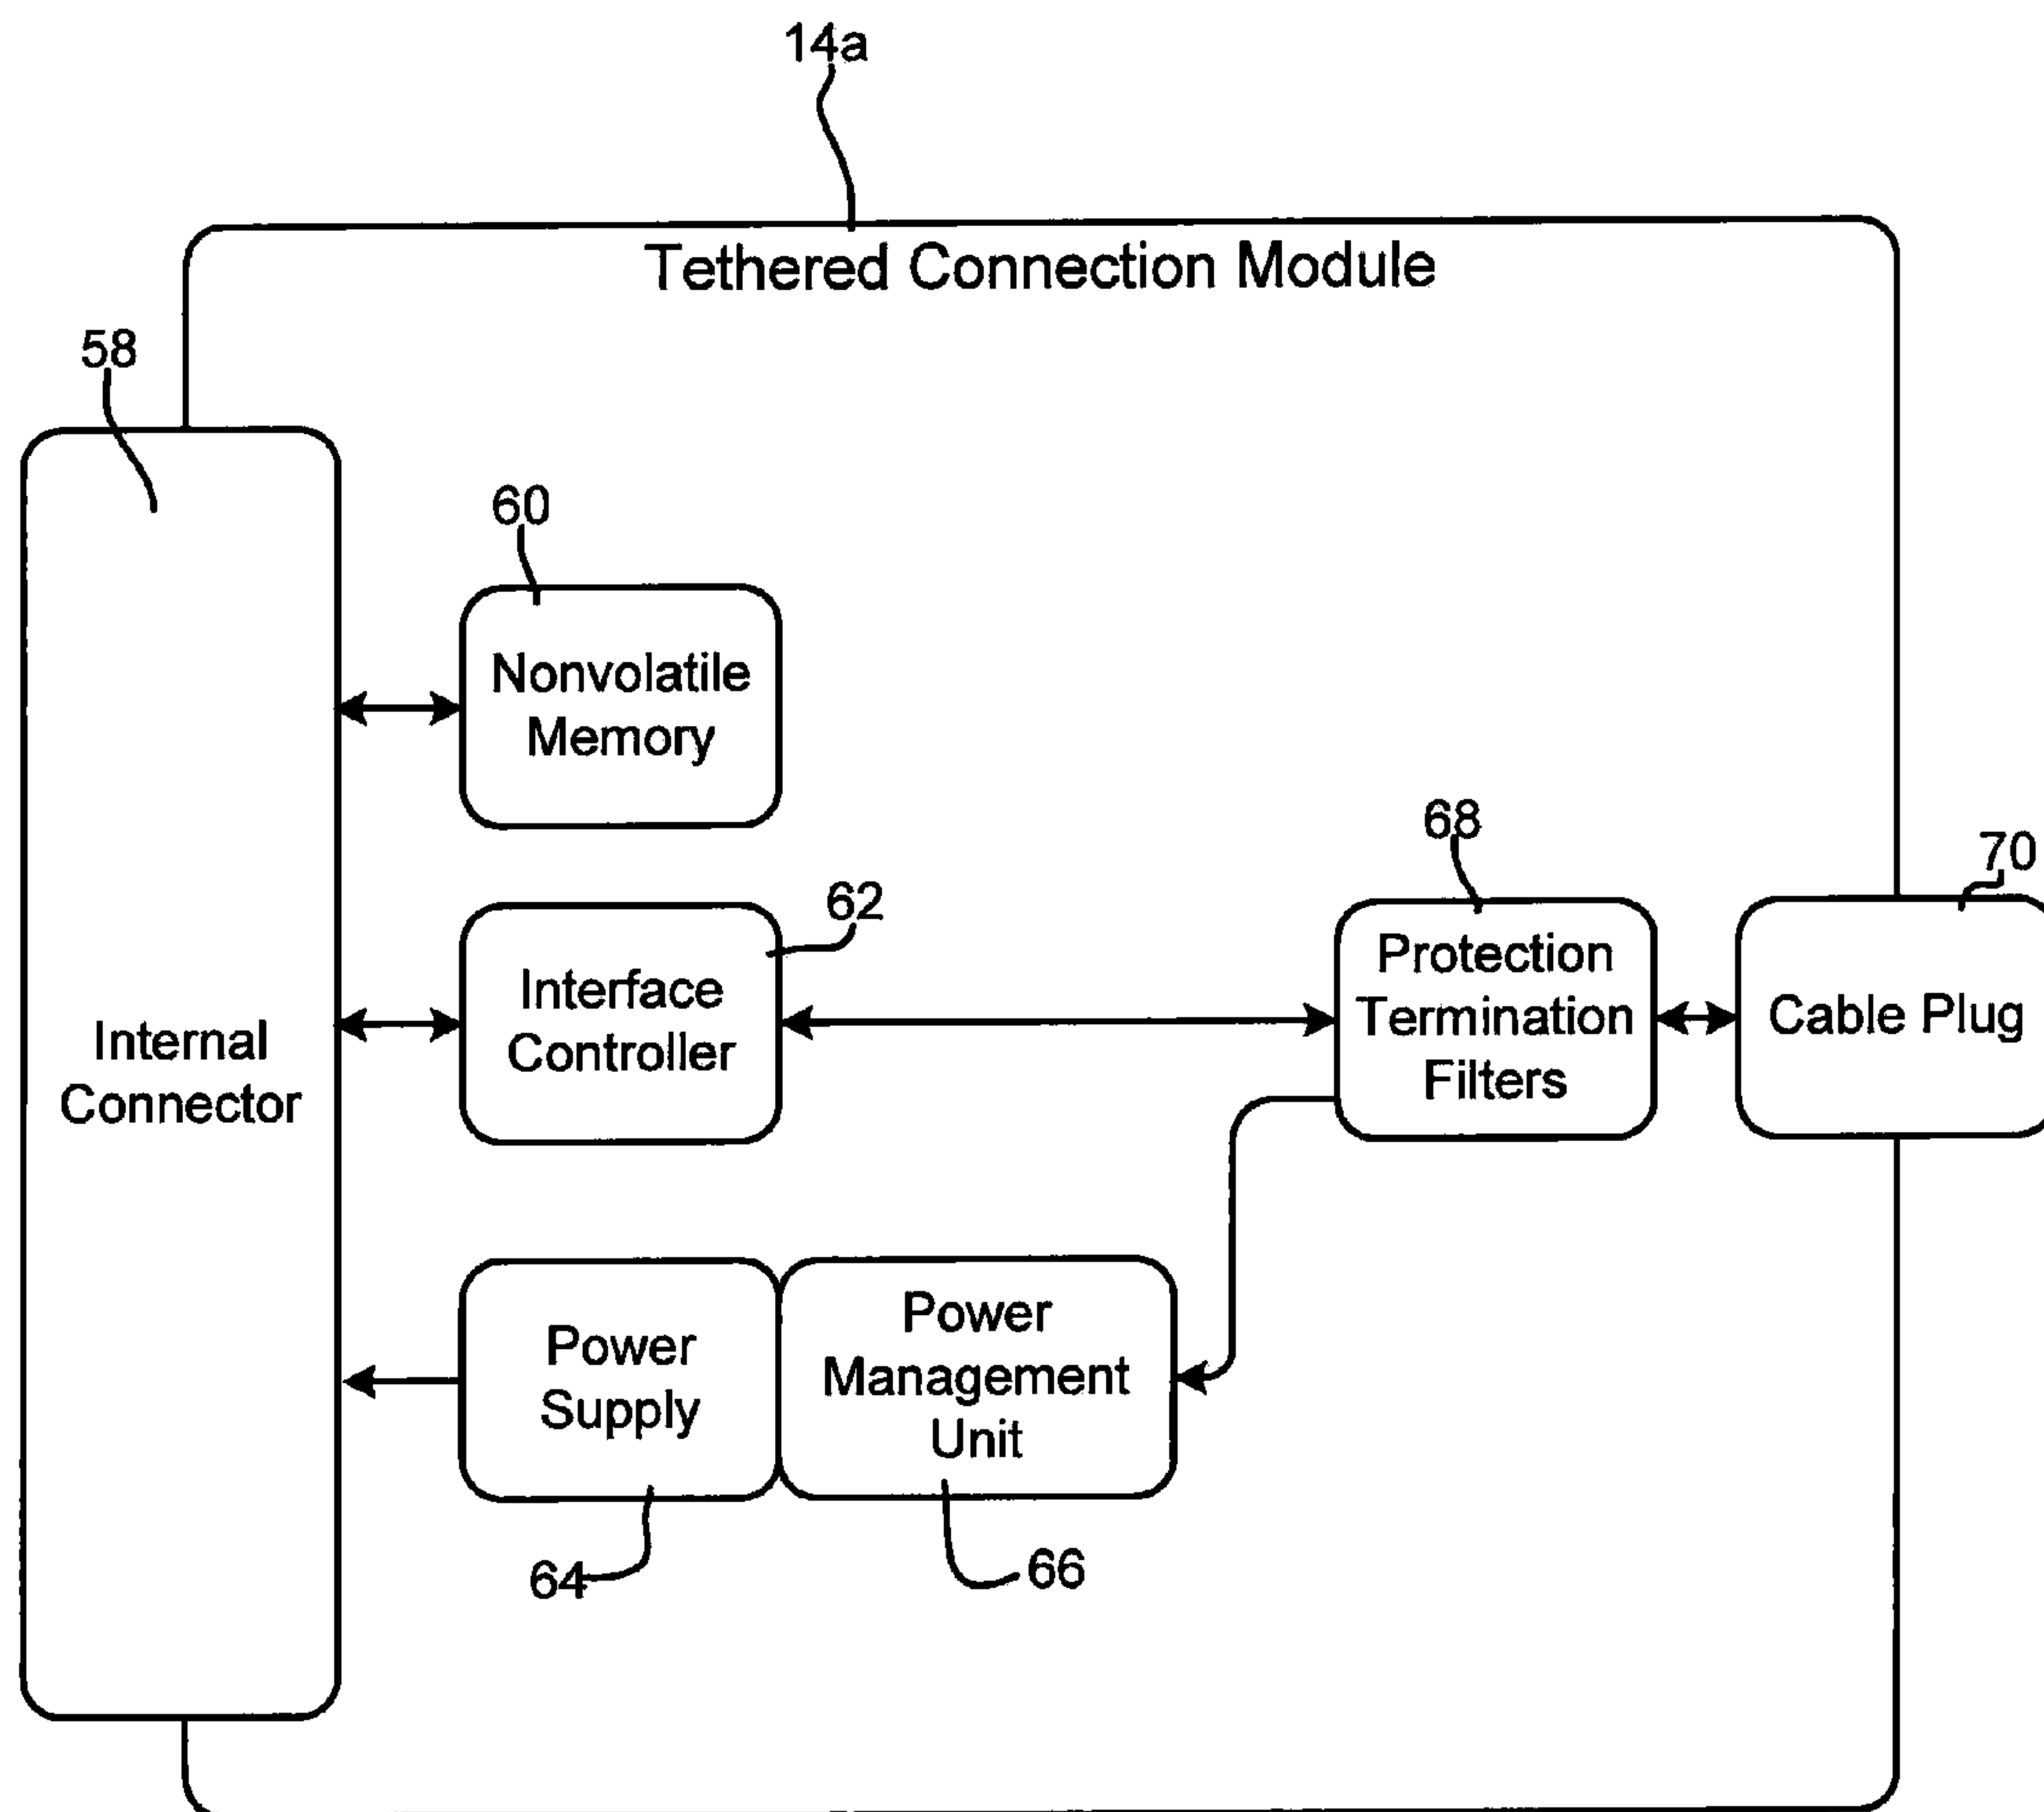 14a
Tethered Connection Module
58
60
Nonvolatile
Memory
62
68
70
Interface
Controller
Protection
Termination
Filters
Cable Plug
Internal
Connector
Power
Supply
Power
Management
Unit
64
66